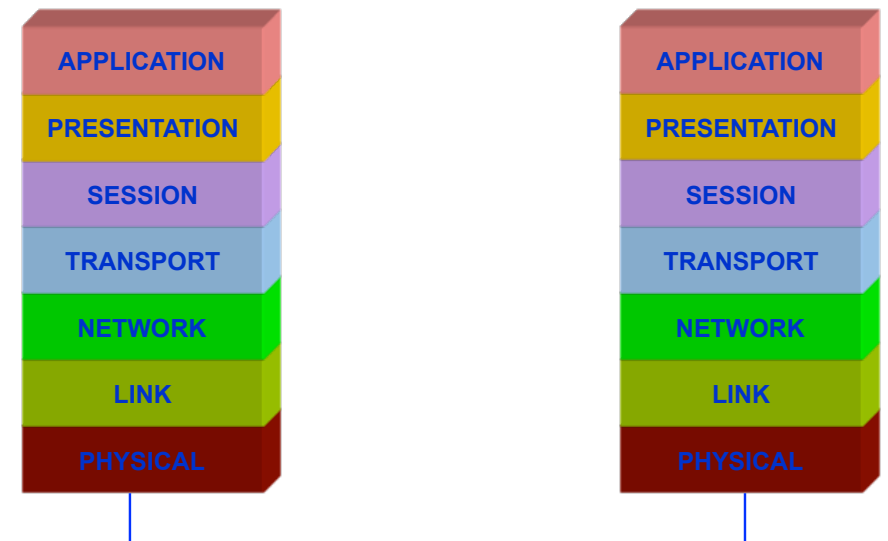 APPLICATION
PRESENTATION
SESSION
TRANSPORT
NETWORK
LINK
PHYSICAL
APPLICATION
PRESENTATION
SESSION
TRANSPORT
NETWORK
LINK
PHYSICAL